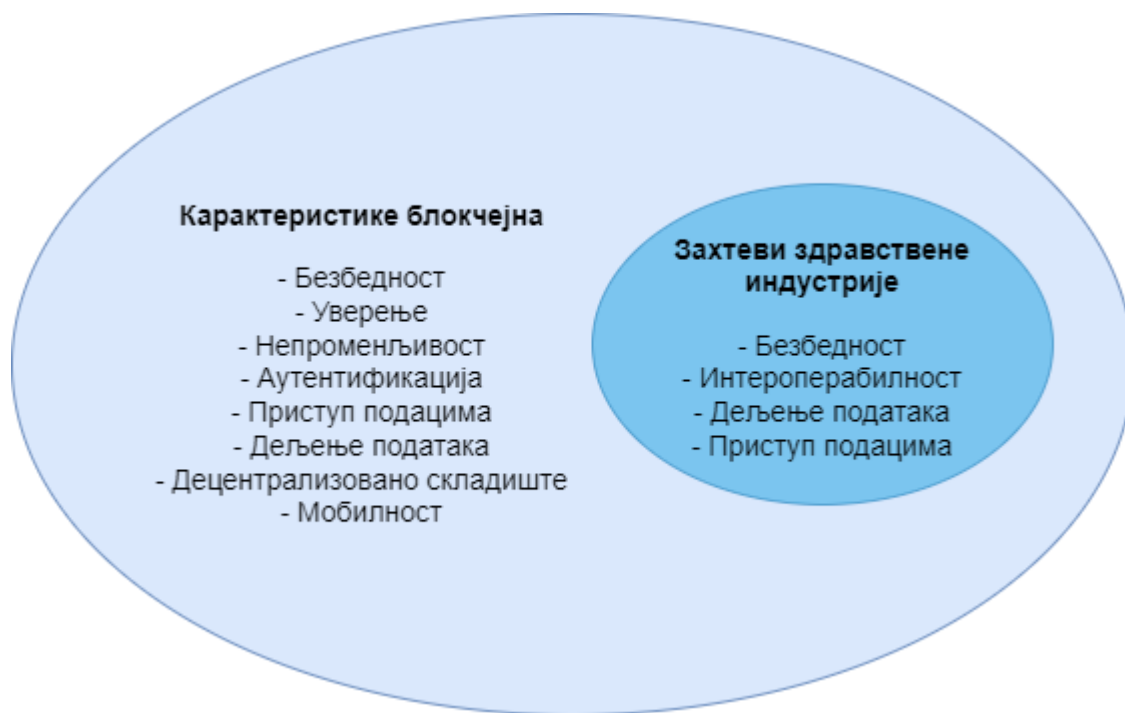 Карактеристике блокчејна
- Безбедност
- Уверење
- Непроменљивост
- Аутентификација
- Приступ подацима
- Дељење података
- Децентрализовано складиште
- Мобилност
Захтеви здравствене
индустрије
- Безбедност
- Интероперабилност
- Дељење података
- Приступ подацима